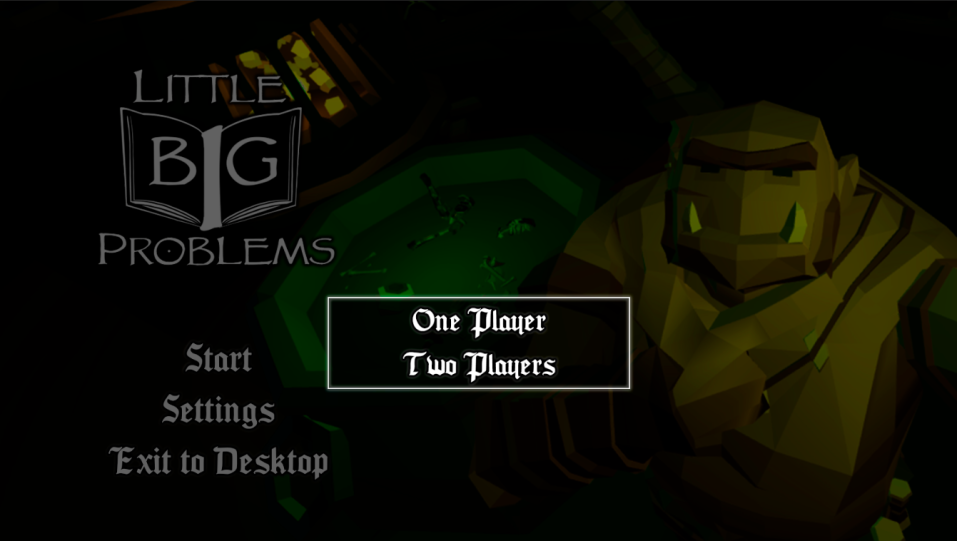 LITTLE
BIG
PROBLEMS
One Player
Two Players
Start
Settings
Exit to Desktop